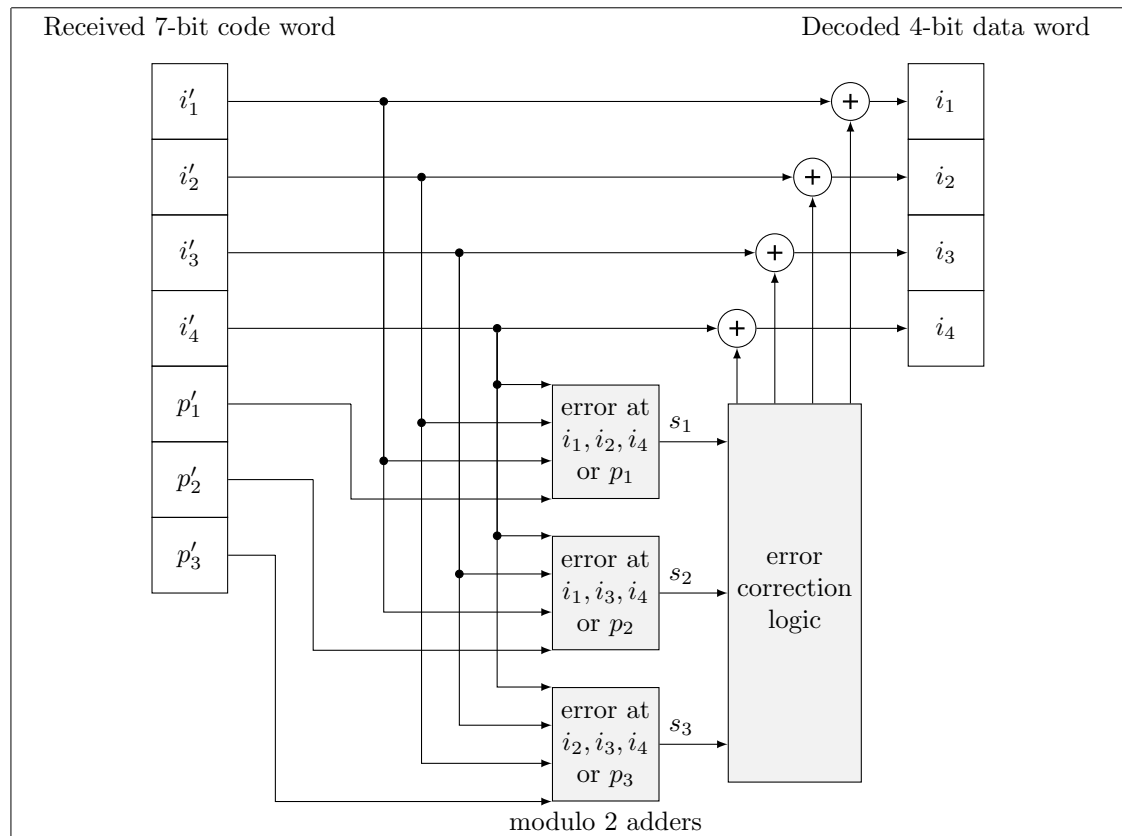 Received 7-bit code word
Decoded 4-bit data word
i′₁
i₁
i′₂
i₂
i′₃
i₃
i′₄
i₄
p′₁
p′₂
p′₃
error at
i₁, i₂, i₄
or p₁
s₁
error at
i₁, i₃, i₄
or p₂
s₂
error at
i₂, i₃, i₄
or p₃
s₃
error
correction
logic
modulo 2 adders